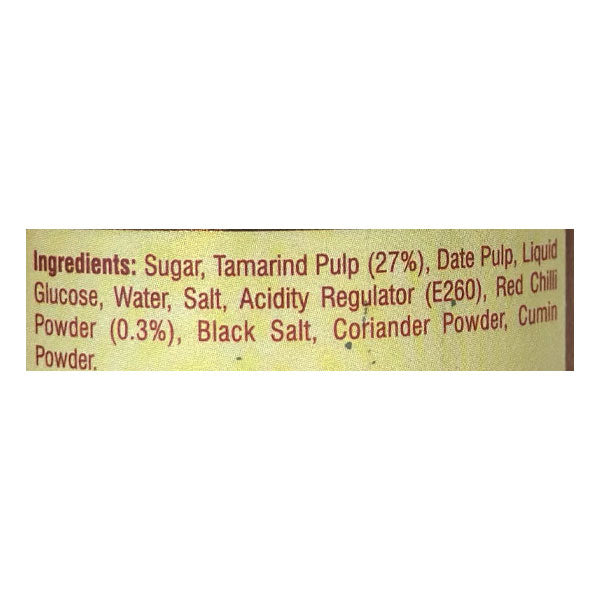 Ingredients: Sugar, Tamarind Pulp (27%), Date Pulp, Liquid
Glucose, Water, Salt, Acidity Regulator (E260), Red Chilli
Powder (0.3%), Black Salt, Coriander Powder, Cumin
Powder.